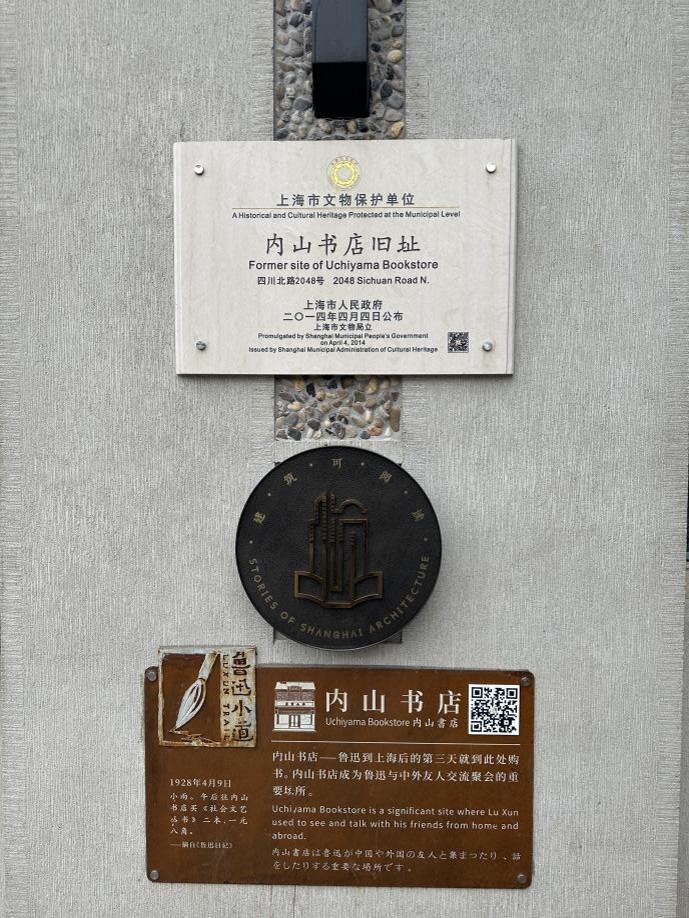 上海市文物保护单位
A Historical and Cultural Heritage Protected at the Municipal Level
内山书店旧址
Former site of Uchiyama Bookstore
四川北路2048号 2048 Sichuan Road N.
上海市人民政府
二〇一四年四月四日公布
上海市文物局立
Promulgated by Shanghai Municipal People's Government
on April 4, 2014
Issued by Shanghai Municipal Administration of Cultural Heritage
建·筑·可·阅·读
STORIES OF SHANGHAI ARCHITECTURE
鲁迅小道
LUXUN TRAIL
内山书店
Uchiyama Bookstore 内山書店
内山书店——鲁迅到上海后的第三天就到此处购
书。内山书店成为鲁迅与中外友人交流聚会的重
要场所。
Uchiyama Bookstore is a significant site where Lu Xun
used to see and talk with his friends from home and
abroad.
内山書店は魯迅が中国や外国の友人と集まったり、話
をしたりする重要な場所です。
1928年4月9日
小雨。午后往内山
书店买《社会文艺
丛书》二本,一元
八角。
——摘自《鲁迅日记》